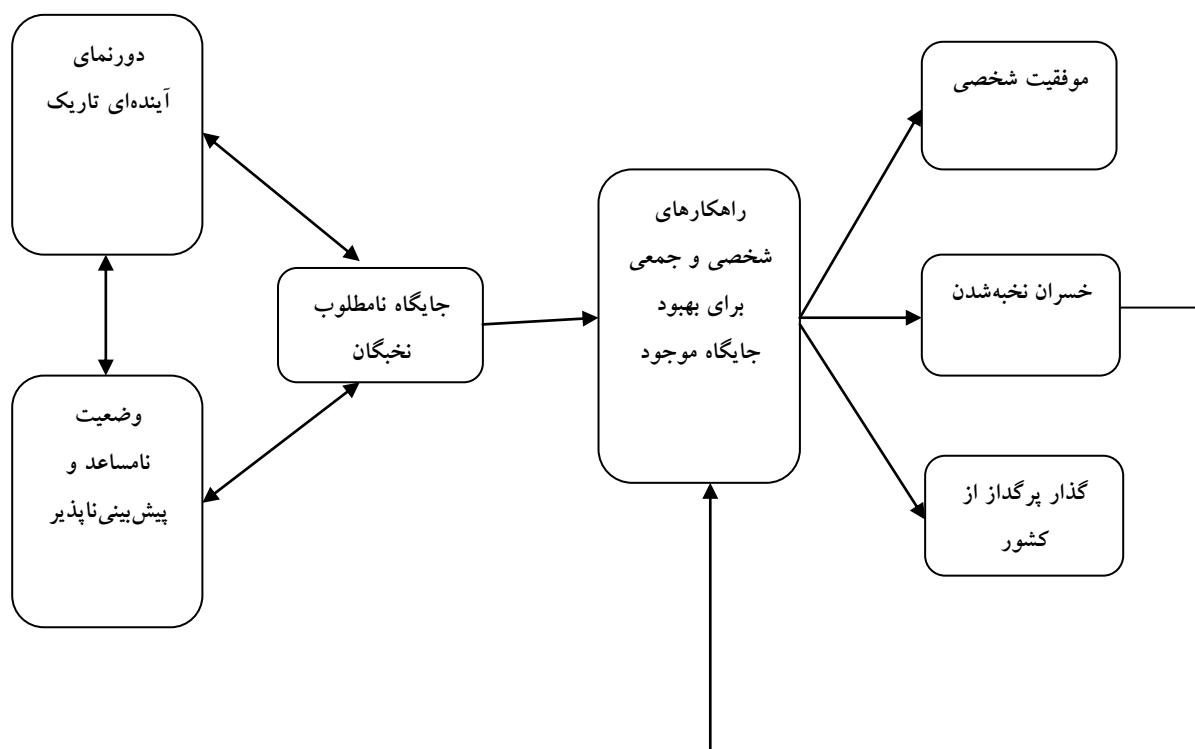 دورنمای
آینده‌ای تاریک
موفقیت شخصی
راهکارهای
شخصی و جمعی
برای بهبود
جایگاه موجود
جایگاه نامطلوب
نخبگان
خسران نخبه‌شدن
وضعیت
نامساعد و
پیش‌بینی‌ناپذیر
گذار پرگداز از
کشور